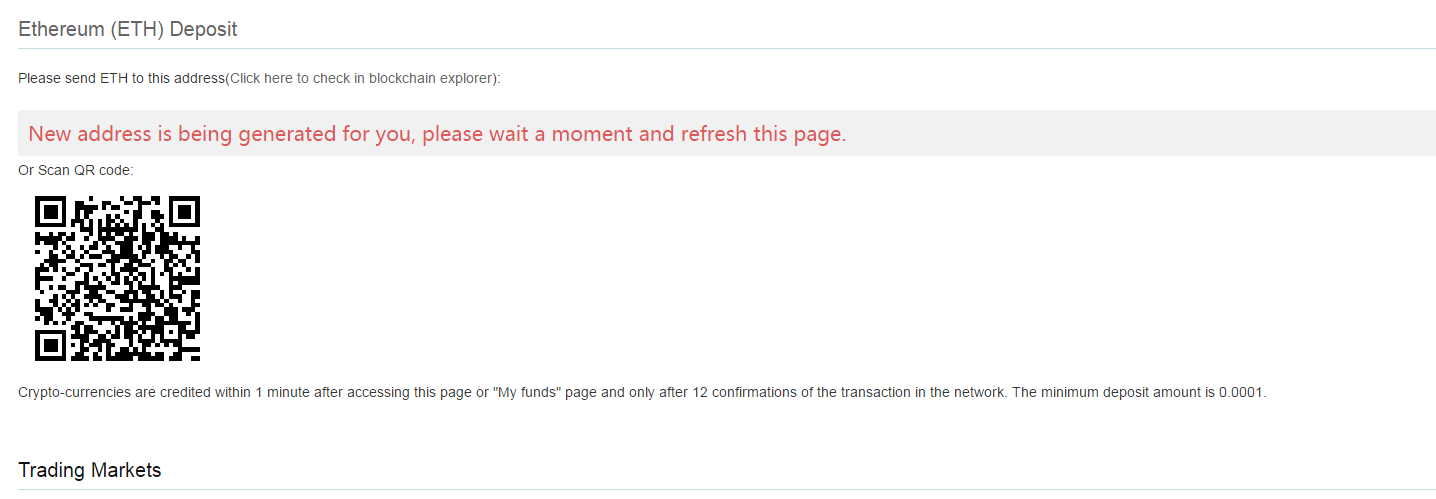 Ethereum (ETH) Deposit
Please send ETH to this address(Click here to check in blockchain explorer):
New address is being generated for you, please wait a moment and refresh this page.
Or Scan QR code:
Crypto-currencies are credited within 1 minute after accessing this page or "My funds" page and only after 12 confirmations of the transaction in the network. The minimum deposit amount is 0.0001.
Trading Markets